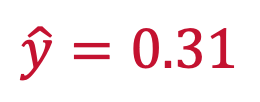 ŷ = 0.31